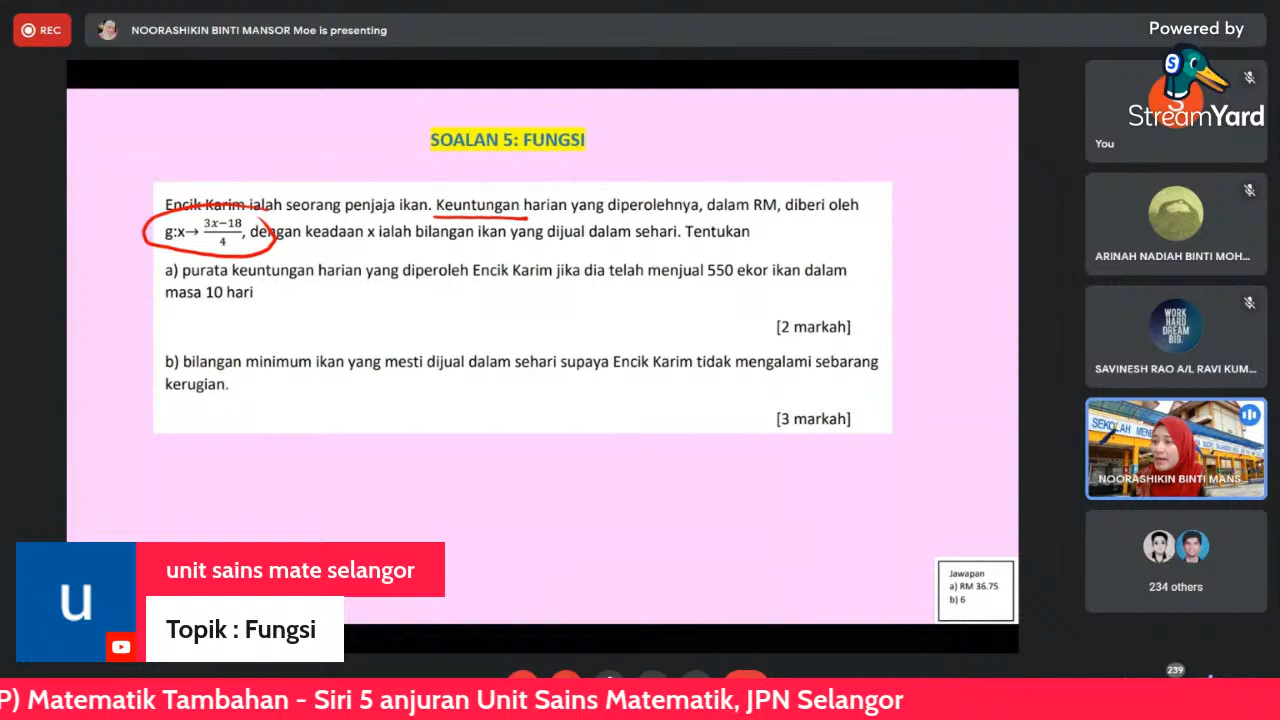 REC
NOORASHIKIN BINTI MANSOR Moe is presenting
Powered by
StreamYard
You
SOALAN 5: FUNGSI
Encik Karim ialah seorang penjaja ikan. Keuntungan harian yang diperolehnya, dalam RM, diberi oleh
g:x→ (3x−18)/4, dengan keadaan x ialah bilangan ikan yang dijual dalam sehari. Tentukan
a) purata keuntungan harian yang diperoleh Encik Karim jika dia telah menjual 550 ekor ikan dalam
masa 10 hari
[2 markah]
b) bilangan minimum ikan yang mesti dijual dalam sehari supaya Encik Karim tidak mengalami sebarang
kerugian.
[3 markah]
Jawapan
a) RM 36.75
b) 6
ARINAH NADIAH BINTI MOH...
WORK
HARD
DREAM
BIG.
SAVINESH RAO A/L RAVI KUM...
SEKOLAH MENE
NOORASHIKIN BINTI MANS...
234 others
239
u
unit sains mate selangor
Topik : Fungsi
P) Matematik Tambahan - Siri 5 anjuran Unit Sains Matematik, JPN Selangor